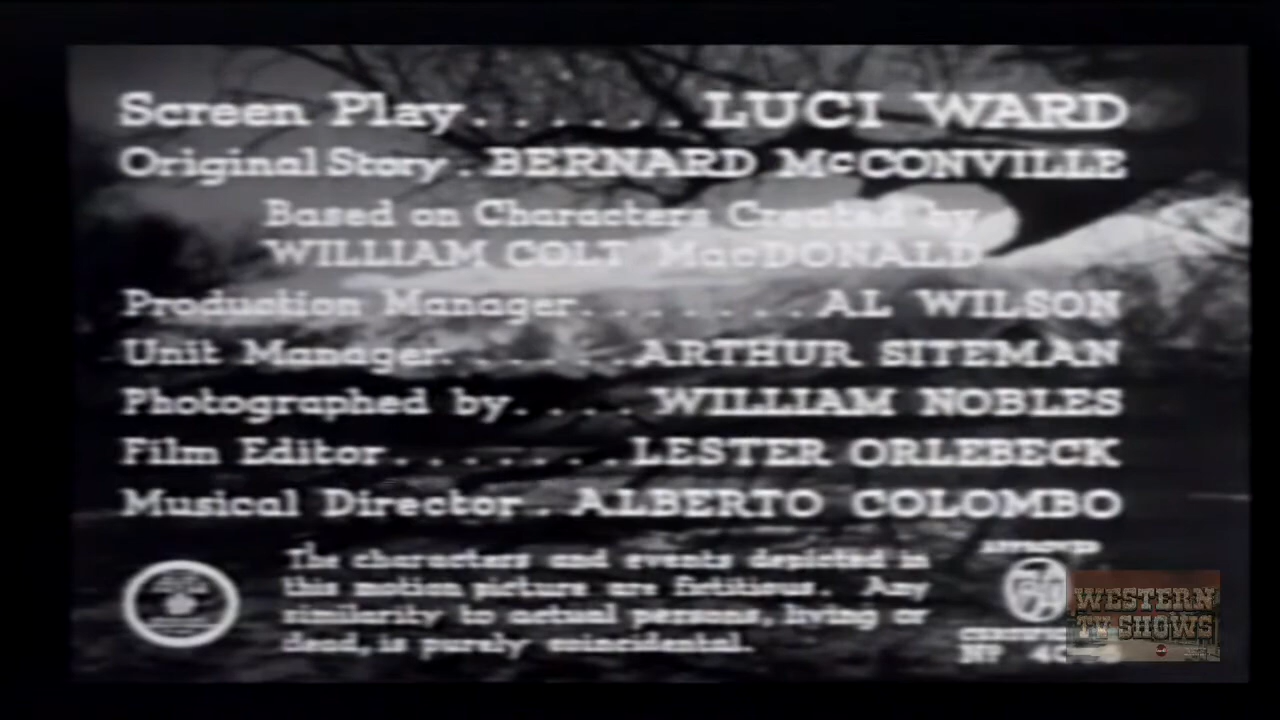 Screen Play . . . . . . LUCI WARD
Original Story . BERNARD McCONVILLE
Based on Characters Created by
WILLIAM COLT MacDONALD
Production Manager . . . . . . . AL WILSON
Unit Manager . . . . . ARTHUR SITEMAN
Photographed by . . . . WILLIAM NOBLES
Film Editor . . . . . . . LESTER ORLEBECK
Musical Director . ALBERTO COLOMBO
The characters and events depicted in
this motion picture are fictitious. Any
similarity to actual persons, living or
dead, is purely coincidental.
APPROVED
WESTERN
TV SHOWS